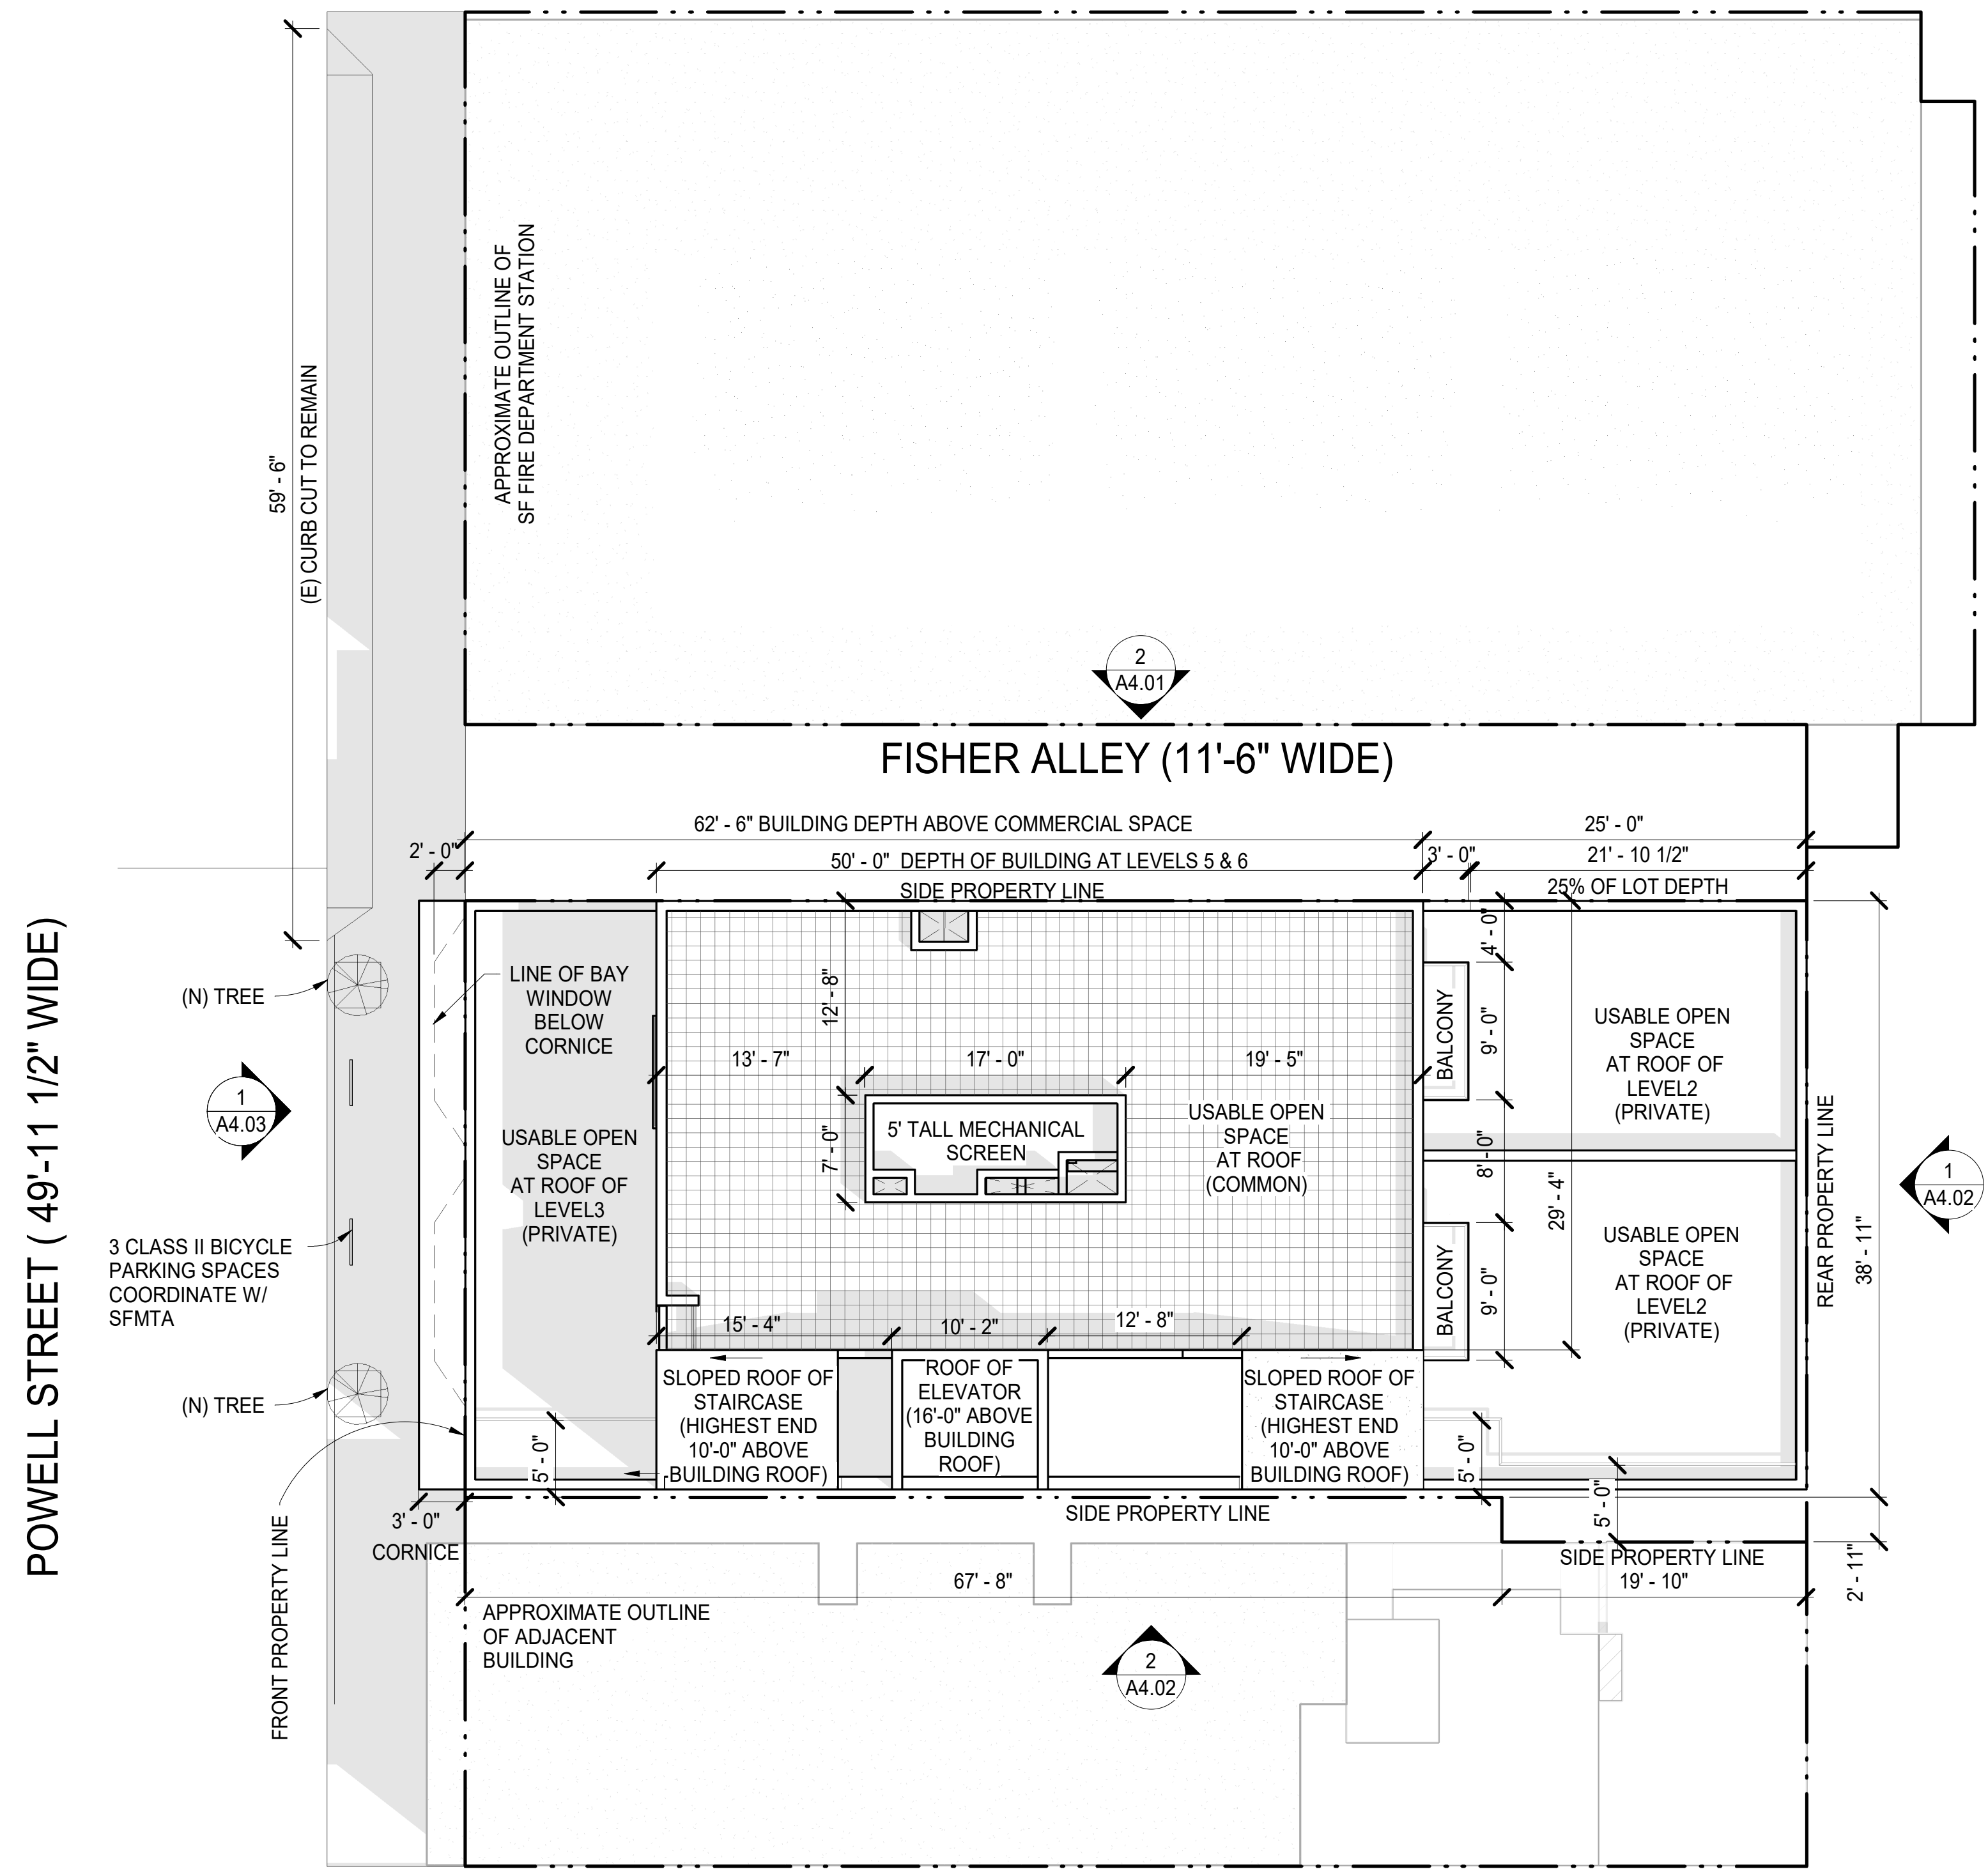 APPROXIMATE OUTLINE OF
SF FIRE DEPARTMENT STATION
59' - 6"
(E) CURB CUT TO REMAIN
2
A4.01
FISHER ALLEY (11'-6" WIDE)
62' - 6" BUILDING DEPTH ABOVE COMMERCIAL SPACE
25' - 0"
2' - 0"
50' - 0" DEPTH OF BUILDING AT LEVELS 5 & 6
3' - 0"
21' - 10 1/2"
SIDE PROPERTY LINE
25% OF LOT DEPTH
POWELL STREET ( 49'-11 1/2" WIDE)
(N) TREE
LINE OF BAY
WINDOW
BELOW
CORNICE
12' - 8"
4' - 0"
BALCONY
9' - 0"
USABLE OPEN
SPACE
AT ROOF OF
LEVEL2
(PRIVATE)
13' - 7"
17' - 0"
19' - 5"
1
A4.03
USABLE OPEN
SPACE
AT ROOF OF
LEVEL3
(PRIVATE)
7' - 0"
5' TALL MECHANICAL
SCREEN
USABLE OPEN
SPACE
AT ROOF
(COMMON)
8' - 0"
29' - 4"
REAR PROPERTY LINE
38' - 11"
1
A4.02
3 CLASS II BICYCLE
PARKING SPACES
COORDINATE W/
SFMTA
BALCONY
9' - 0"
USABLE OPEN
SPACE
AT ROOF OF
LEVEL2
(PRIVATE)
15' - 4"
10' - 2"
12' - 8"
(N) TREE
SLOPED ROOF OF
STAIRCASE
(HIGHEST END
10'-0" ABOVE
BUILDING ROOF)
ROOF OF
ELEVATOR
(16'-0" ABOVE
BUILDING
ROOF)
SLOPED ROOF OF
STAIRCASE
(HIGHEST END
10'-0" ABOVE
BUILDING ROOF)
5' - 0"
5' - 0"
5' - 0"
3' - 0"
CORNICE
SIDE PROPERTY LINE
FRONT PROPERTY LINE
SIDE PROPERTY LINE
67' - 8"
19' - 10"
2' - 11"
APPROXIMATE OUTLINE
OF ADJACENT
BUILDING
2
A4.02